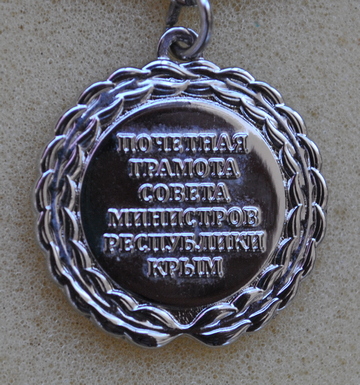 ПОЧЕТНАЯ
ГРАМОТА
СОВЕТА
МИНИСТРОВ
РЕСПУБЛИКИ
КРЫМ